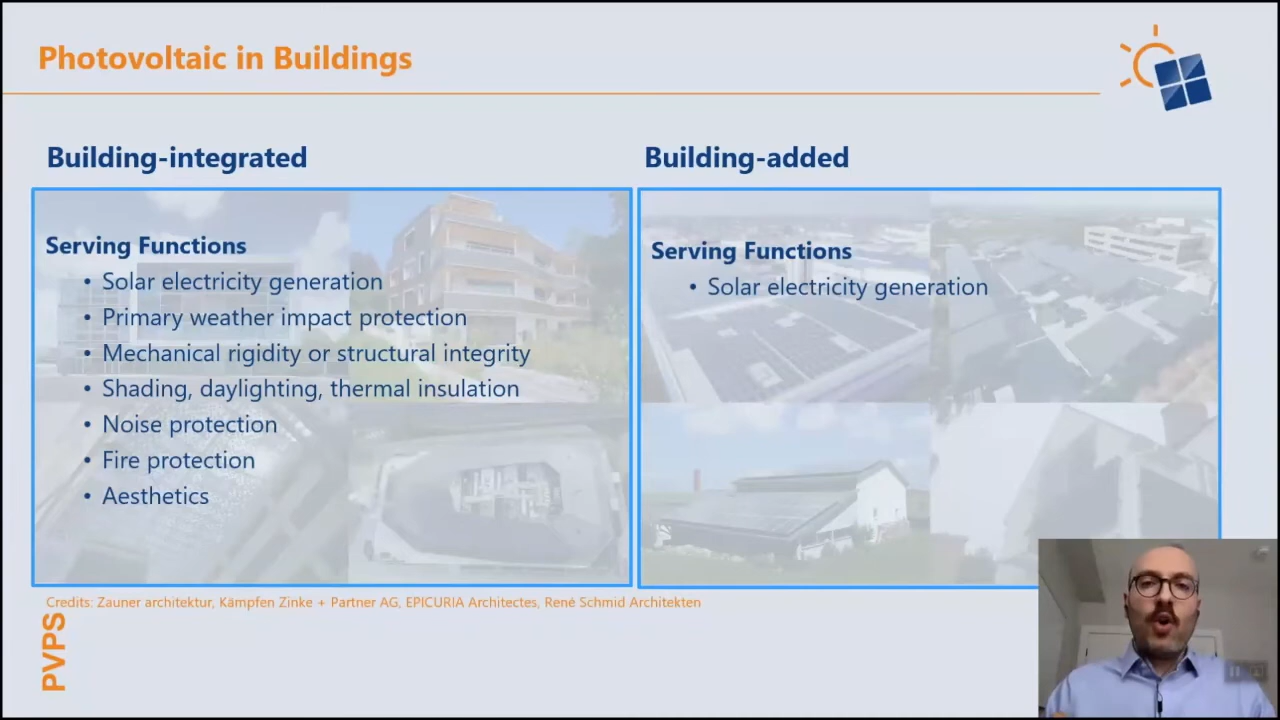 Photovoltaic in Buildings
Building-integrated
Serving Functions
• Solar electricity generation
• Primary weather impact protection
• Mechanical rigidity or structural integrity
• Shading, daylighting, thermal insulation
• Noise protection
• Fire protection
• Aesthetics
Building-added
Serving Functions
• Solar electricity generation
Credits: Zauner architektur, Kämpfen Zinke + Partner AG, EPICURIA Architectes, René Schmid Architekten
PVPS